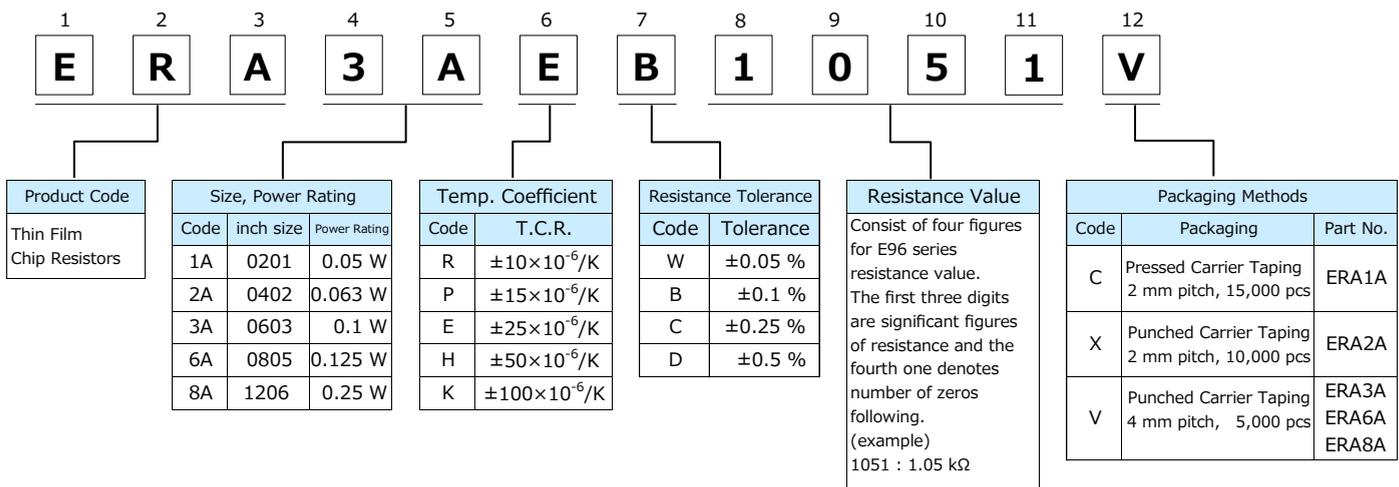 1 2 3 4 5 6 7 8 9 10 11 12
E R A 3 A E B 1 0 5 1 V
Product Code
Thin Film
Chip Resistors
Size, Power Rating
Code inch size Power Rating
1A 0201 0.05 W
2A 0402 0.063 W
3A 0603 0.1 W
6A 0805 0.125 W
8A 1206 0.25 W
Temp. Coefficient
Code T.C.R.
R ±10×10⁻⁶/K
P ±15×10⁻⁶/K
E ±25×10⁻⁶/K
H ±50×10⁻⁶/K
K ±100×10⁻⁶/K
Resistance Tolerance
Code Tolerance
W ±0.05 %
B ±0.1 %
C ±0.25 %
D ±0.5 %
Resistance Value
Consist of four figures
for E96 series
resistance value.
The first three digits
are significant figures
of resistance and the
fourth one denotes
number of zeros
following.
(example)
1051 : 1.05 kΩ
Packaging Methods
Code Packaging Part No.
C Pressed Carrier Taping
2 mm pitch, 15,000 pcs ERA1A
X Punched Carrier Taping
2 mm pitch, 10,000 pcs ERA2A
V Punched Carrier Taping
4 mm pitch, 5,000 pcs
ERA3A
ERA6A
ERA8A